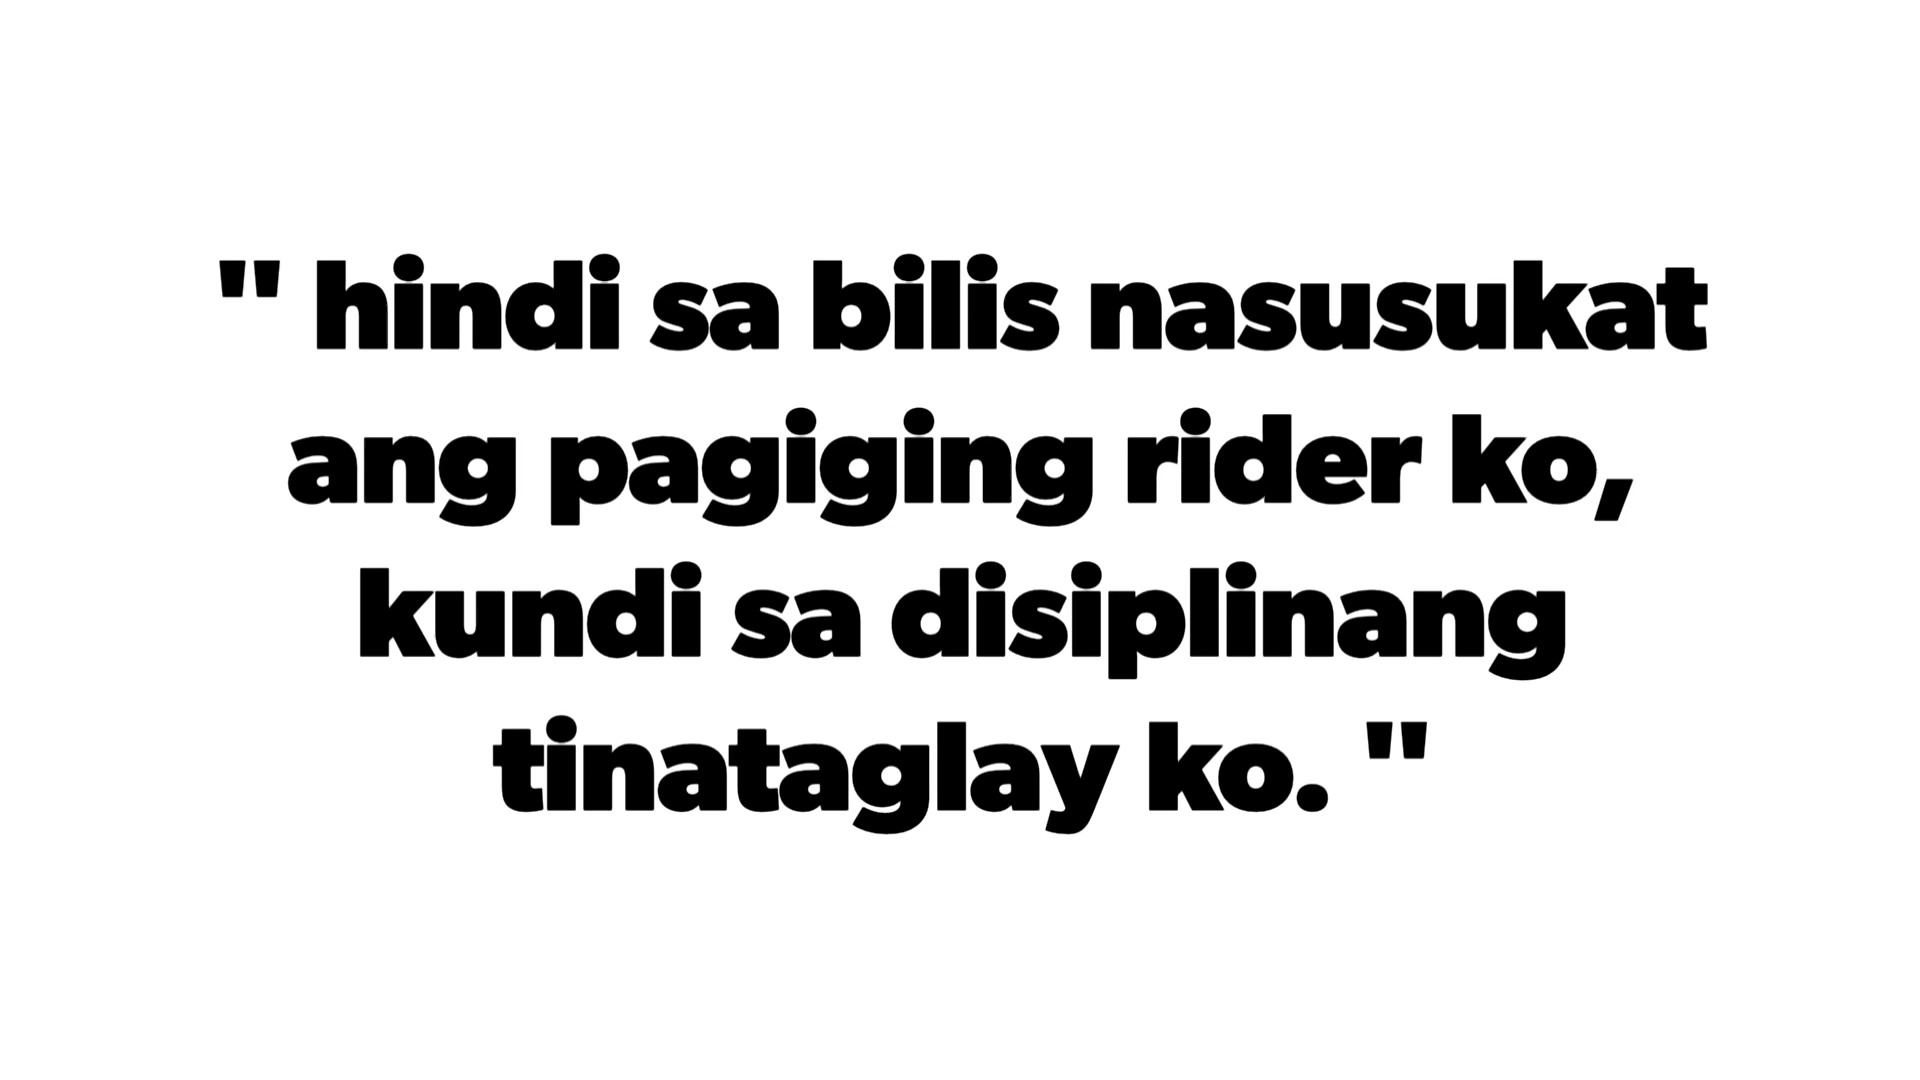 " hindi sa bilis nasusukat
ang pagiging rider ko,
kundi sa disiplinang
tinataglay ko. "